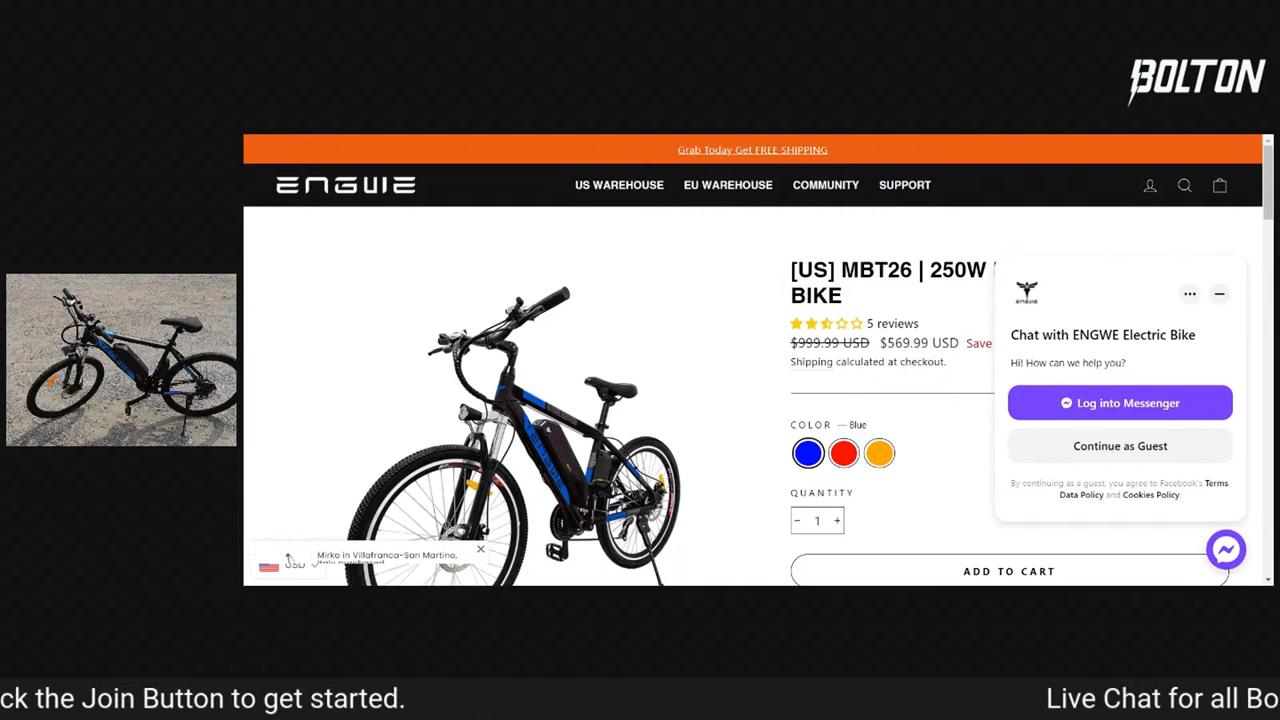 BOLTON
Grab Today Get FREE SHIPPING
ENGWE
US WAREHOUSE EU WAREHOUSE COMMUNITY SUPPORT
[US] MBT26 | 250W
BIKE
5 reviews
$999.99 USD $569.99 USD Save
Shipping calculated at checkout.
COLOR — Blue
QUANTITY
− 1 +
ADD TO CART
ENGWE
Chat with ENGWE Electric Bike
Hi! How can we help you?
Log into Messenger
Continue as Guest
By continuing as a guest, you agree to Facebook's Terms,
Data Policy and Cookies Policy.
Mirko in Villafranca-San Martino,
Italy purchased
USD
ck the Join Button to get started.
Live Chat for all Bo